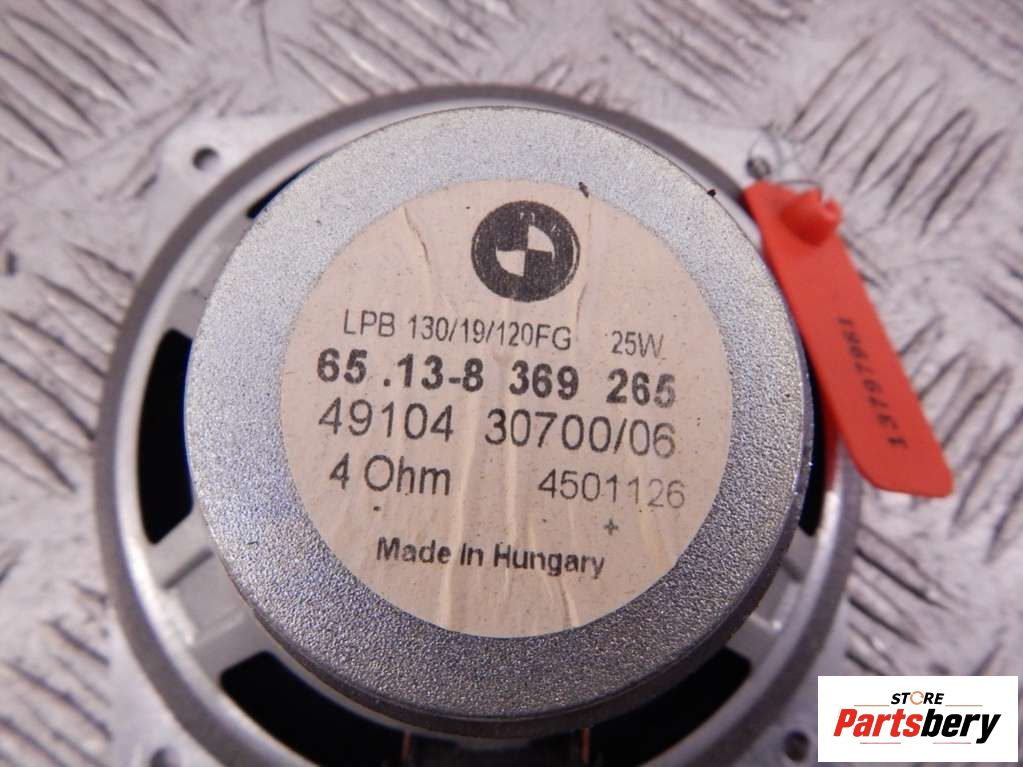 LPB 130/19/120FG 25W
65.13-8 369 265
49104 30700/06
4 Ohm 4501126
+
Made in Hungary
13797981
STORE
Partsbery